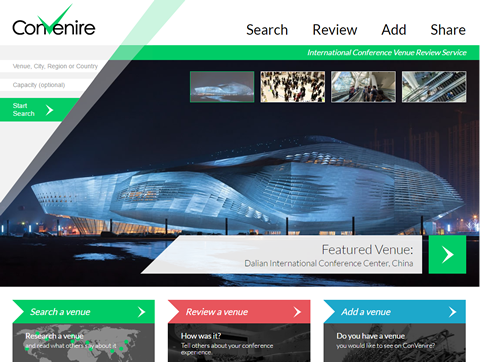 ConVenire
Search Review Add Share
International Conference Venue Review Service
Venue, City, Region or Country
Capacity (optional)
Start
Search
Featured Venue:
Dalian International Conference Center, China
Search a venue
Research a venue
and read what others say about it
Review a venue
How was it?
Tell others about your conference
experience
Add a venue
Do you have a venue
you would like to see on ConVenire?